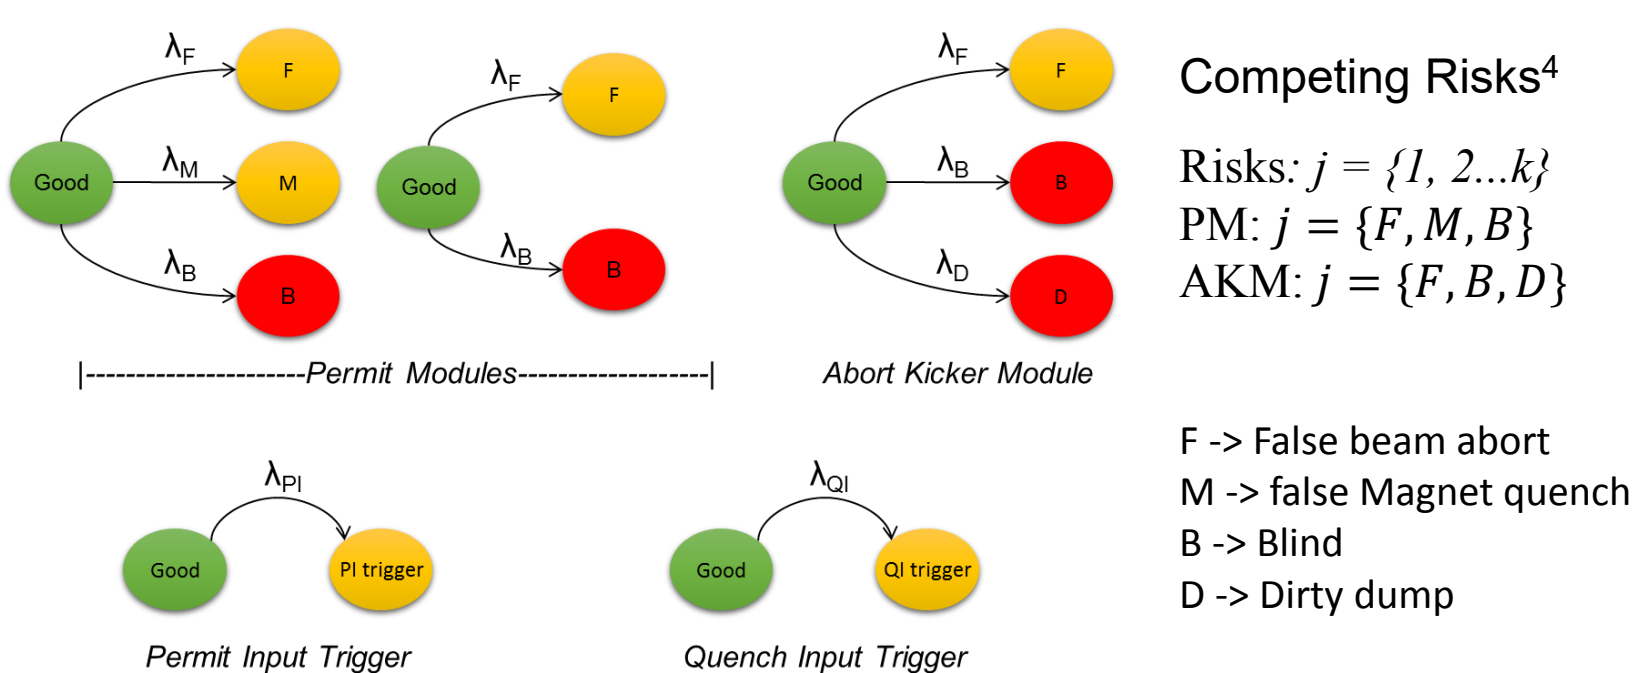 λF
F
Good
λM
M
λB
B
λF
F
Good
λB
B
|----------------------Permit Modules-------------------|
λF
F
Good
λB
B
λD
D
Abort Kicker Module
Competing Risks⁴
Risks: j = {1, 2...k}
PM: j = {F, M, B}
AKM: j = {F, B, D}
λPI
Good
PI trigger
Permit Input Trigger
λQI
Good
QI trigger
Quench Input Trigger
F -> False beam abort
M -> false Magnet quench
B -> Blind
D -> Dirty dump